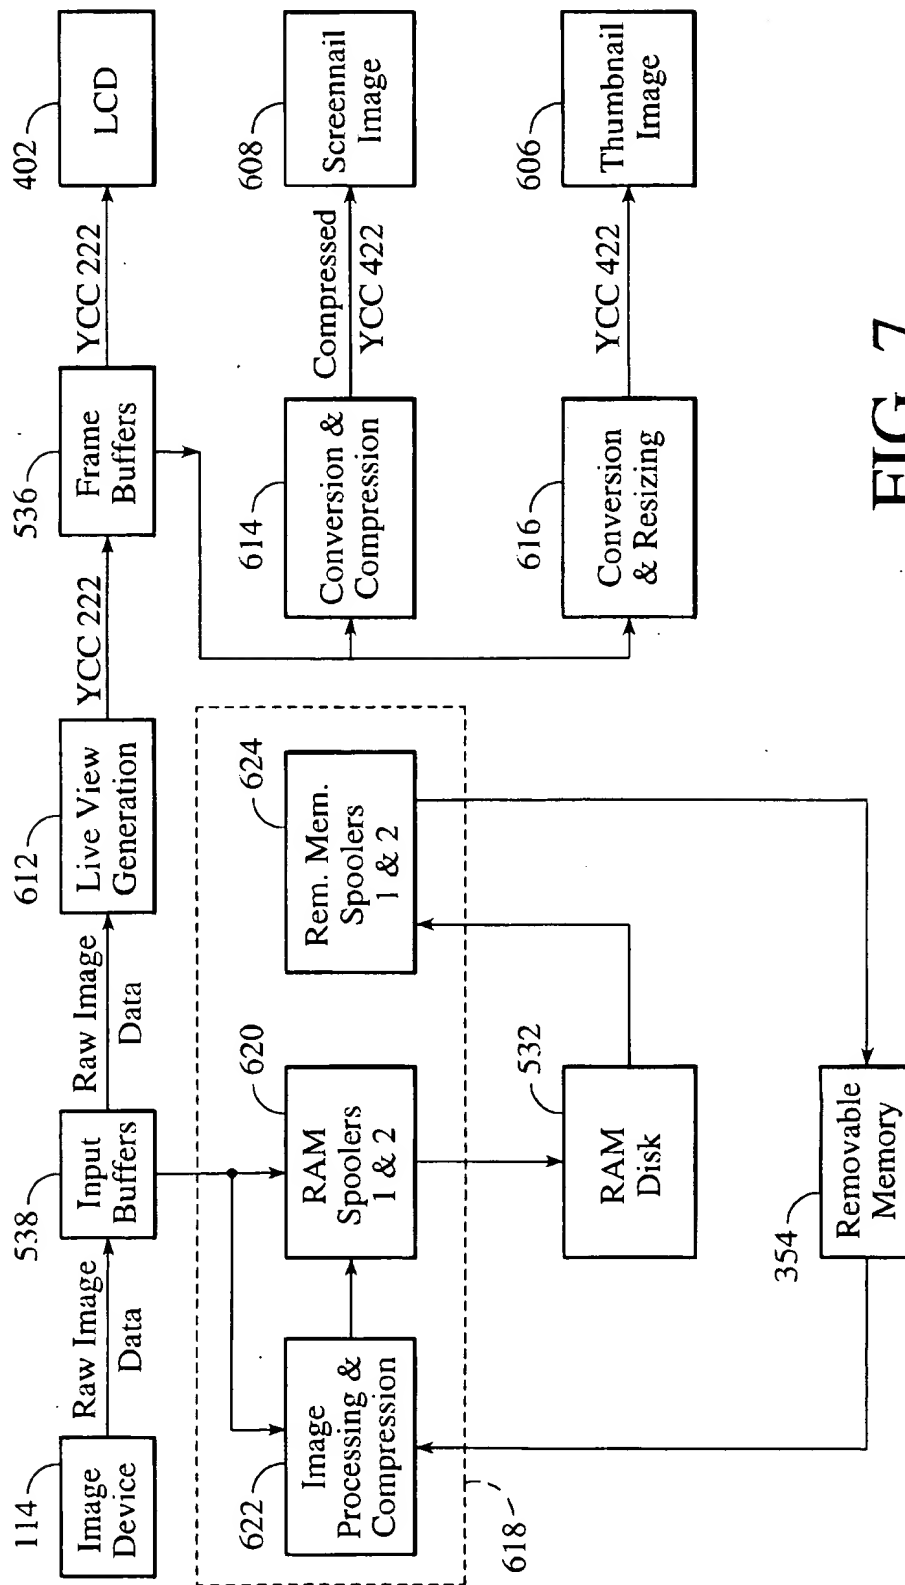 114
Image
Device
Raw Image
Data
538
Input
Buffers
Raw Image
Data
612
Live View
Generation
YCC 222
536
Frame
Buffers
YCC 222
402
LCD
622
Image
Processing &
Compression
620
RAM
Spoolers
1 & 2
624
Rem. Mem.
Spoolers
1 & 2
614
Conversion &
Compression
Compressed
YCC 422
608
Screennail
Image
618
532
RAM
Disk
616
Conversion
& Resizing
YCC 422
606
Thumbnail
Image
354
Removable
Memory
FIG. 7